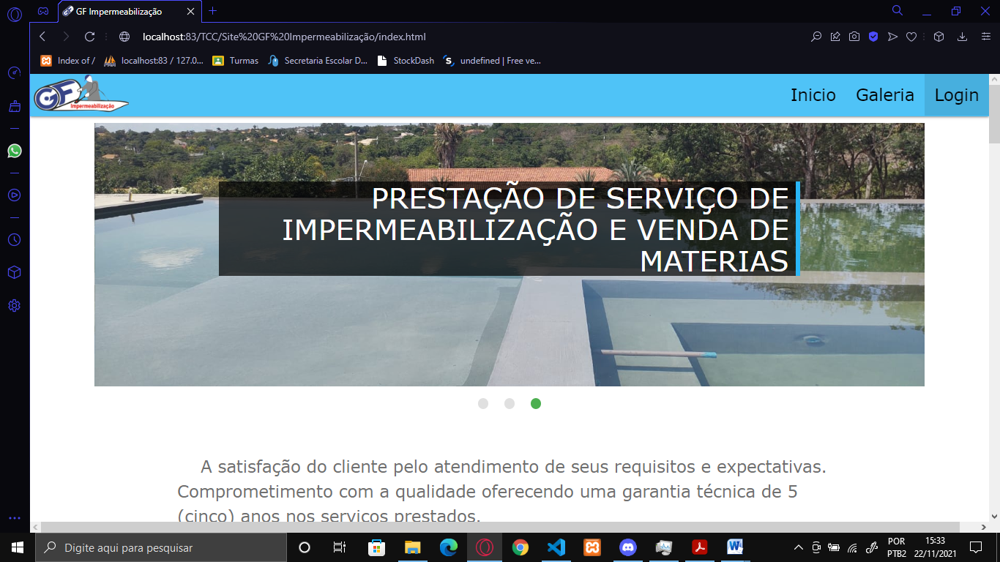 GF Impermeabilização
localhost:83/TCC/Site%20GF%20Impermeabilização/index.html
Index of /
localhost:83 / 127.0...
Turmas
Secretaria Escolar D...
StockDash
undefined | Free ve...
GF
Impermeabilização
Inicio
Galeria
Login
PRESTAÇÃO DE SERVIÇO DE
IMPERMEABILIZAÇÃO E VENDA DE
MATERIAS
A satisfação do cliente pelo atendimento de seus requisitos e expectativas.
Comprometimento com a qualidade oferecendo uma garantia técnica de 5
(cinco) anos nos serviços prestados.
Digite aqui para pesquisar
POR
PTB2
15:33
22/11/2021